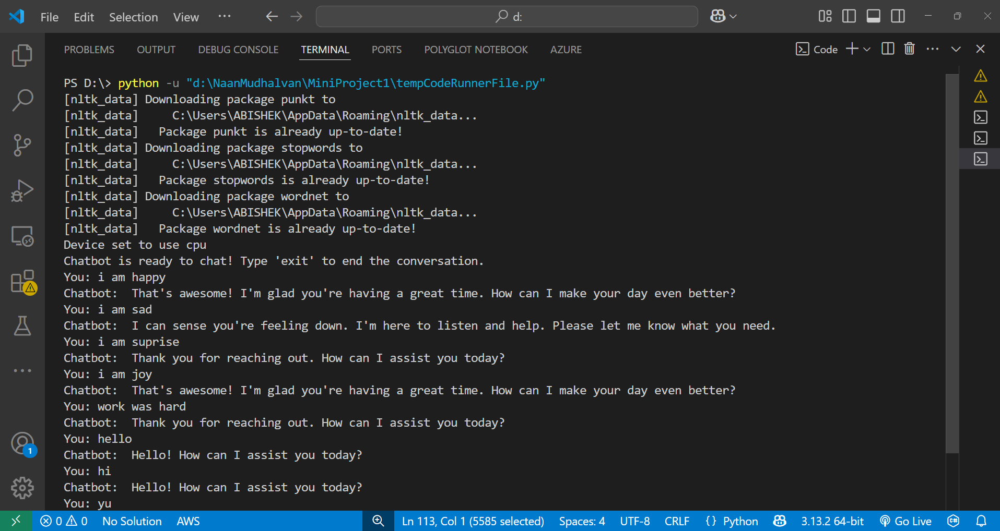 File Edit Selection View ··· d:
PROBLEMS OUTPUT DEBUG CONSOLE TERMINAL PORTS POLYGLOT NOTEBOOK AZURE Code
PS D:\> python -u "d:\NaanMudhalvan\MiniProject1\tempCodeRunnerFile.py"
[nltk_data] Downloading package punkt to
[nltk_data]     C:\Users\ABISHEK\AppData\Roaming\nltk_data...
[nltk_data]   Package punkt is already up-to-date!
[nltk_data] Downloading package stopwords to
[nltk_data]     C:\Users\ABISHEK\AppData\Roaming\nltk_data...
[nltk_data]   Package stopwords is already up-to-date!
[nltk_data] Downloading package wordnet to
[nltk_data]     C:\Users\ABISHEK\AppData\Roaming\nltk_data...
[nltk_data]   Package wordnet is already up-to-date!
Device set to use cpu
Chatbot is ready to chat! Type 'exit' to end the conversation.
You: i am happy
Chatbot:  That's awesome! I'm glad you're having a great time. How can I make your day even better?
You: i am sad
Chatbot:  I can sense you're feeling down. I'm here to listen and help. Please let me know what you need.
You: i am suprise
Chatbot:  Thank you for reaching out. How can I assist you today?
You: i am joy
Chatbot:  That's awesome! I'm glad you're having a great time. How can I make your day even better?
You: work was hard
Chatbot:  Thank you for reaching out. How can I assist you today?
You: hello
Chatbot:  Hello! How can I assist you today?
You: hi
Chatbot:  Hello! How can I assist you today?
You: yu
1
0 0 No Solution AWS Ln 113, Col 1 (5585 selected) Spaces: 4 UTF-8 CRLF {} Python 3.13.2 64-bit Go Live C#